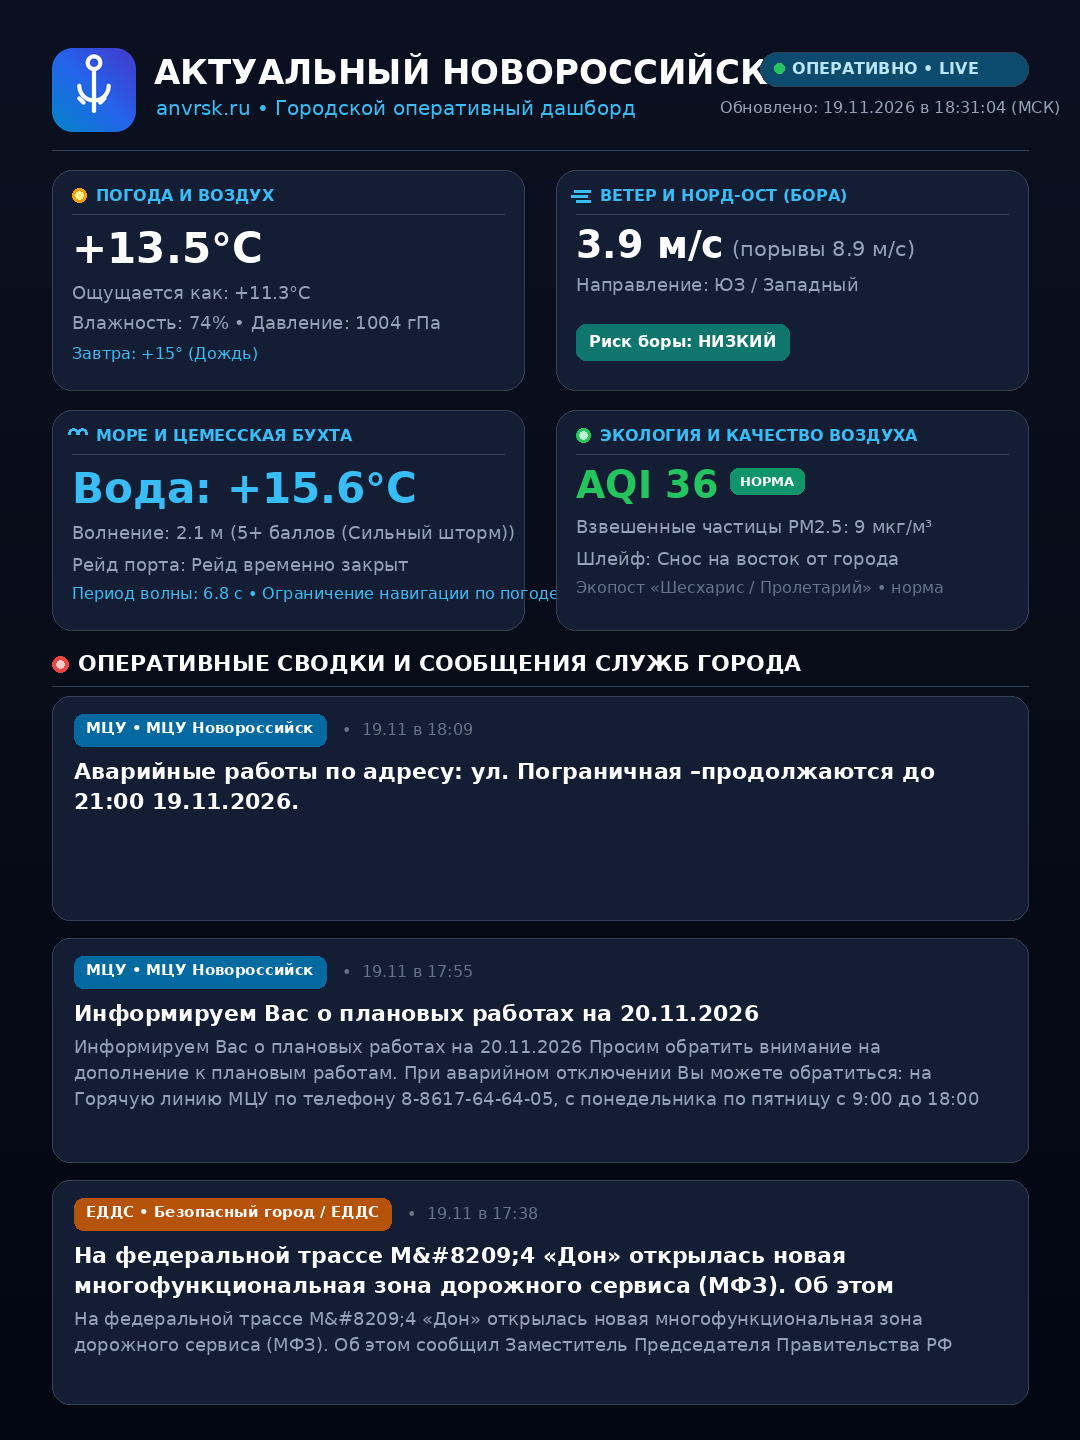 АКТУАЛЬНЫЙ НОВОРОССИЙСК
ОПЕРАТИВНО • LIVE
anvrsk.ru • Городской оперативный дашборд
Обновлено: 19.11.2026 в 18:31:04 (МСК)
ПОГОДА И ВОЗДУХ
+13.5°C
Ощущается как: +11.3°C
Влажность: 74% • Давление: 1004 гПа
Завтра: +15° (Дождь)
ВЕТЕР И НОРД-ОСТ (БОРА)
3.9 м/с (порывы 8.9 м/с)
Направление: ЮЗ / Западный
Риск боры: НИЗКИЙ
МОРЕ И ЦЕМЕССКАЯ БУХТА
Вода: +15.6°C
Волнение: 2.1 м (5+ баллов (Сильный шторм))
Рейд порта: Рейд временно закрыт
Период волны: 6.8 с • Ограничение навигации по погоде
ЭКОЛОГИЯ И КАЧЕСТВО ВОЗДУХА
AQI 36 НОРМА
Взвешенные частицы PM2.5: 9 мкг/м³
Шлейф: Снос на восток от города
Экопост «Шесхарис / Пролетарий» • норма
ОПЕРАТИВНЫЕ СВОДКИ И СООБЩЕНИЯ СЛУЖБ ГОРОДА
МЦУ • МЦУ Новороссийск • 19.11 в 18:09
Аварийные работы по адресу: ул. Пограничная –продолжаются до
21:00 19.11.2026.
МЦУ • МЦУ Новороссийск • 19.11 в 17:55
Информируем Вас о плановых работах на 20.11.2026
Информируем Вас о плановых работах на 20.11.2026 Просим обратить внимание на
дополнение к плановым работам. При аварийном отключении Вы можете обратиться: на
Горячую линию МЦУ по телефону 8-8617-64-64-05, с понедельника по пятницу с 9:00 до 18:00
ЕДДС • Безопасный город / ЕДДС • 19.11 в 17:38
На федеральной трассе М&#8209;4 «Дон» открылась новая
многофункциональная зона дорожного сервиса (МФЗ). Об этом
На федеральной трассе М&#8209;4 «Дон» открылась новая многофункциональная зона
дорожного сервиса (МФЗ). Об этом сообщил Заместитель Председателя Правительства РФ